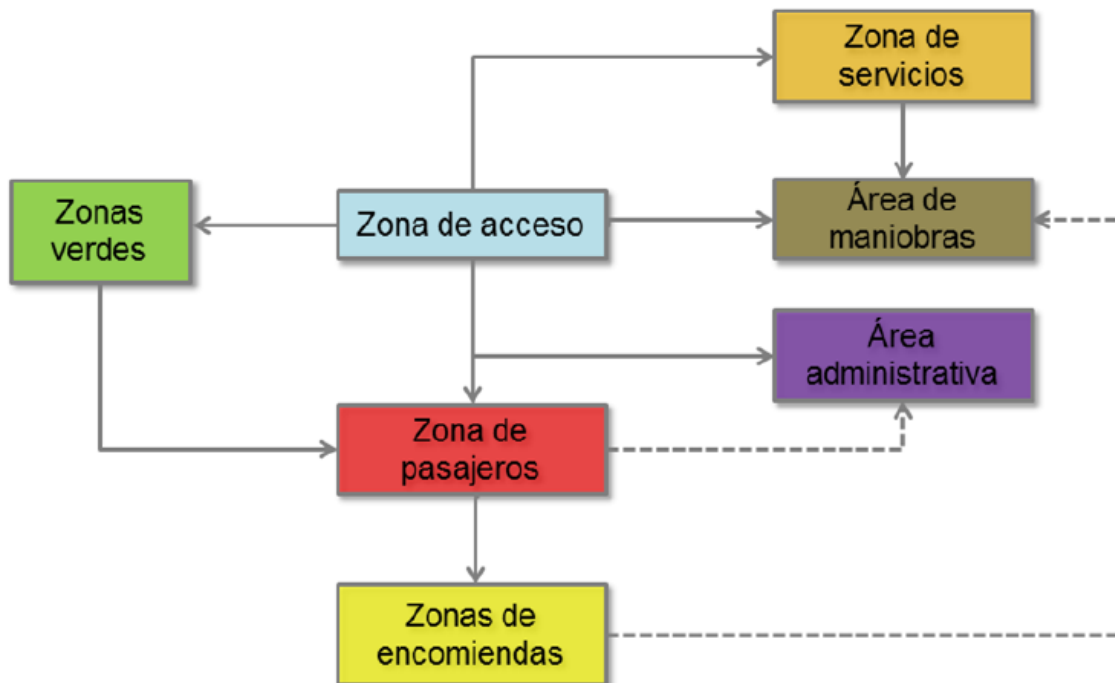 Zona de
servicios
Zonas
verdes
Zona de acceso
Área de
maniobras
Área
administrativa
Zona de
pasajeros
Zonas de
encomiendas